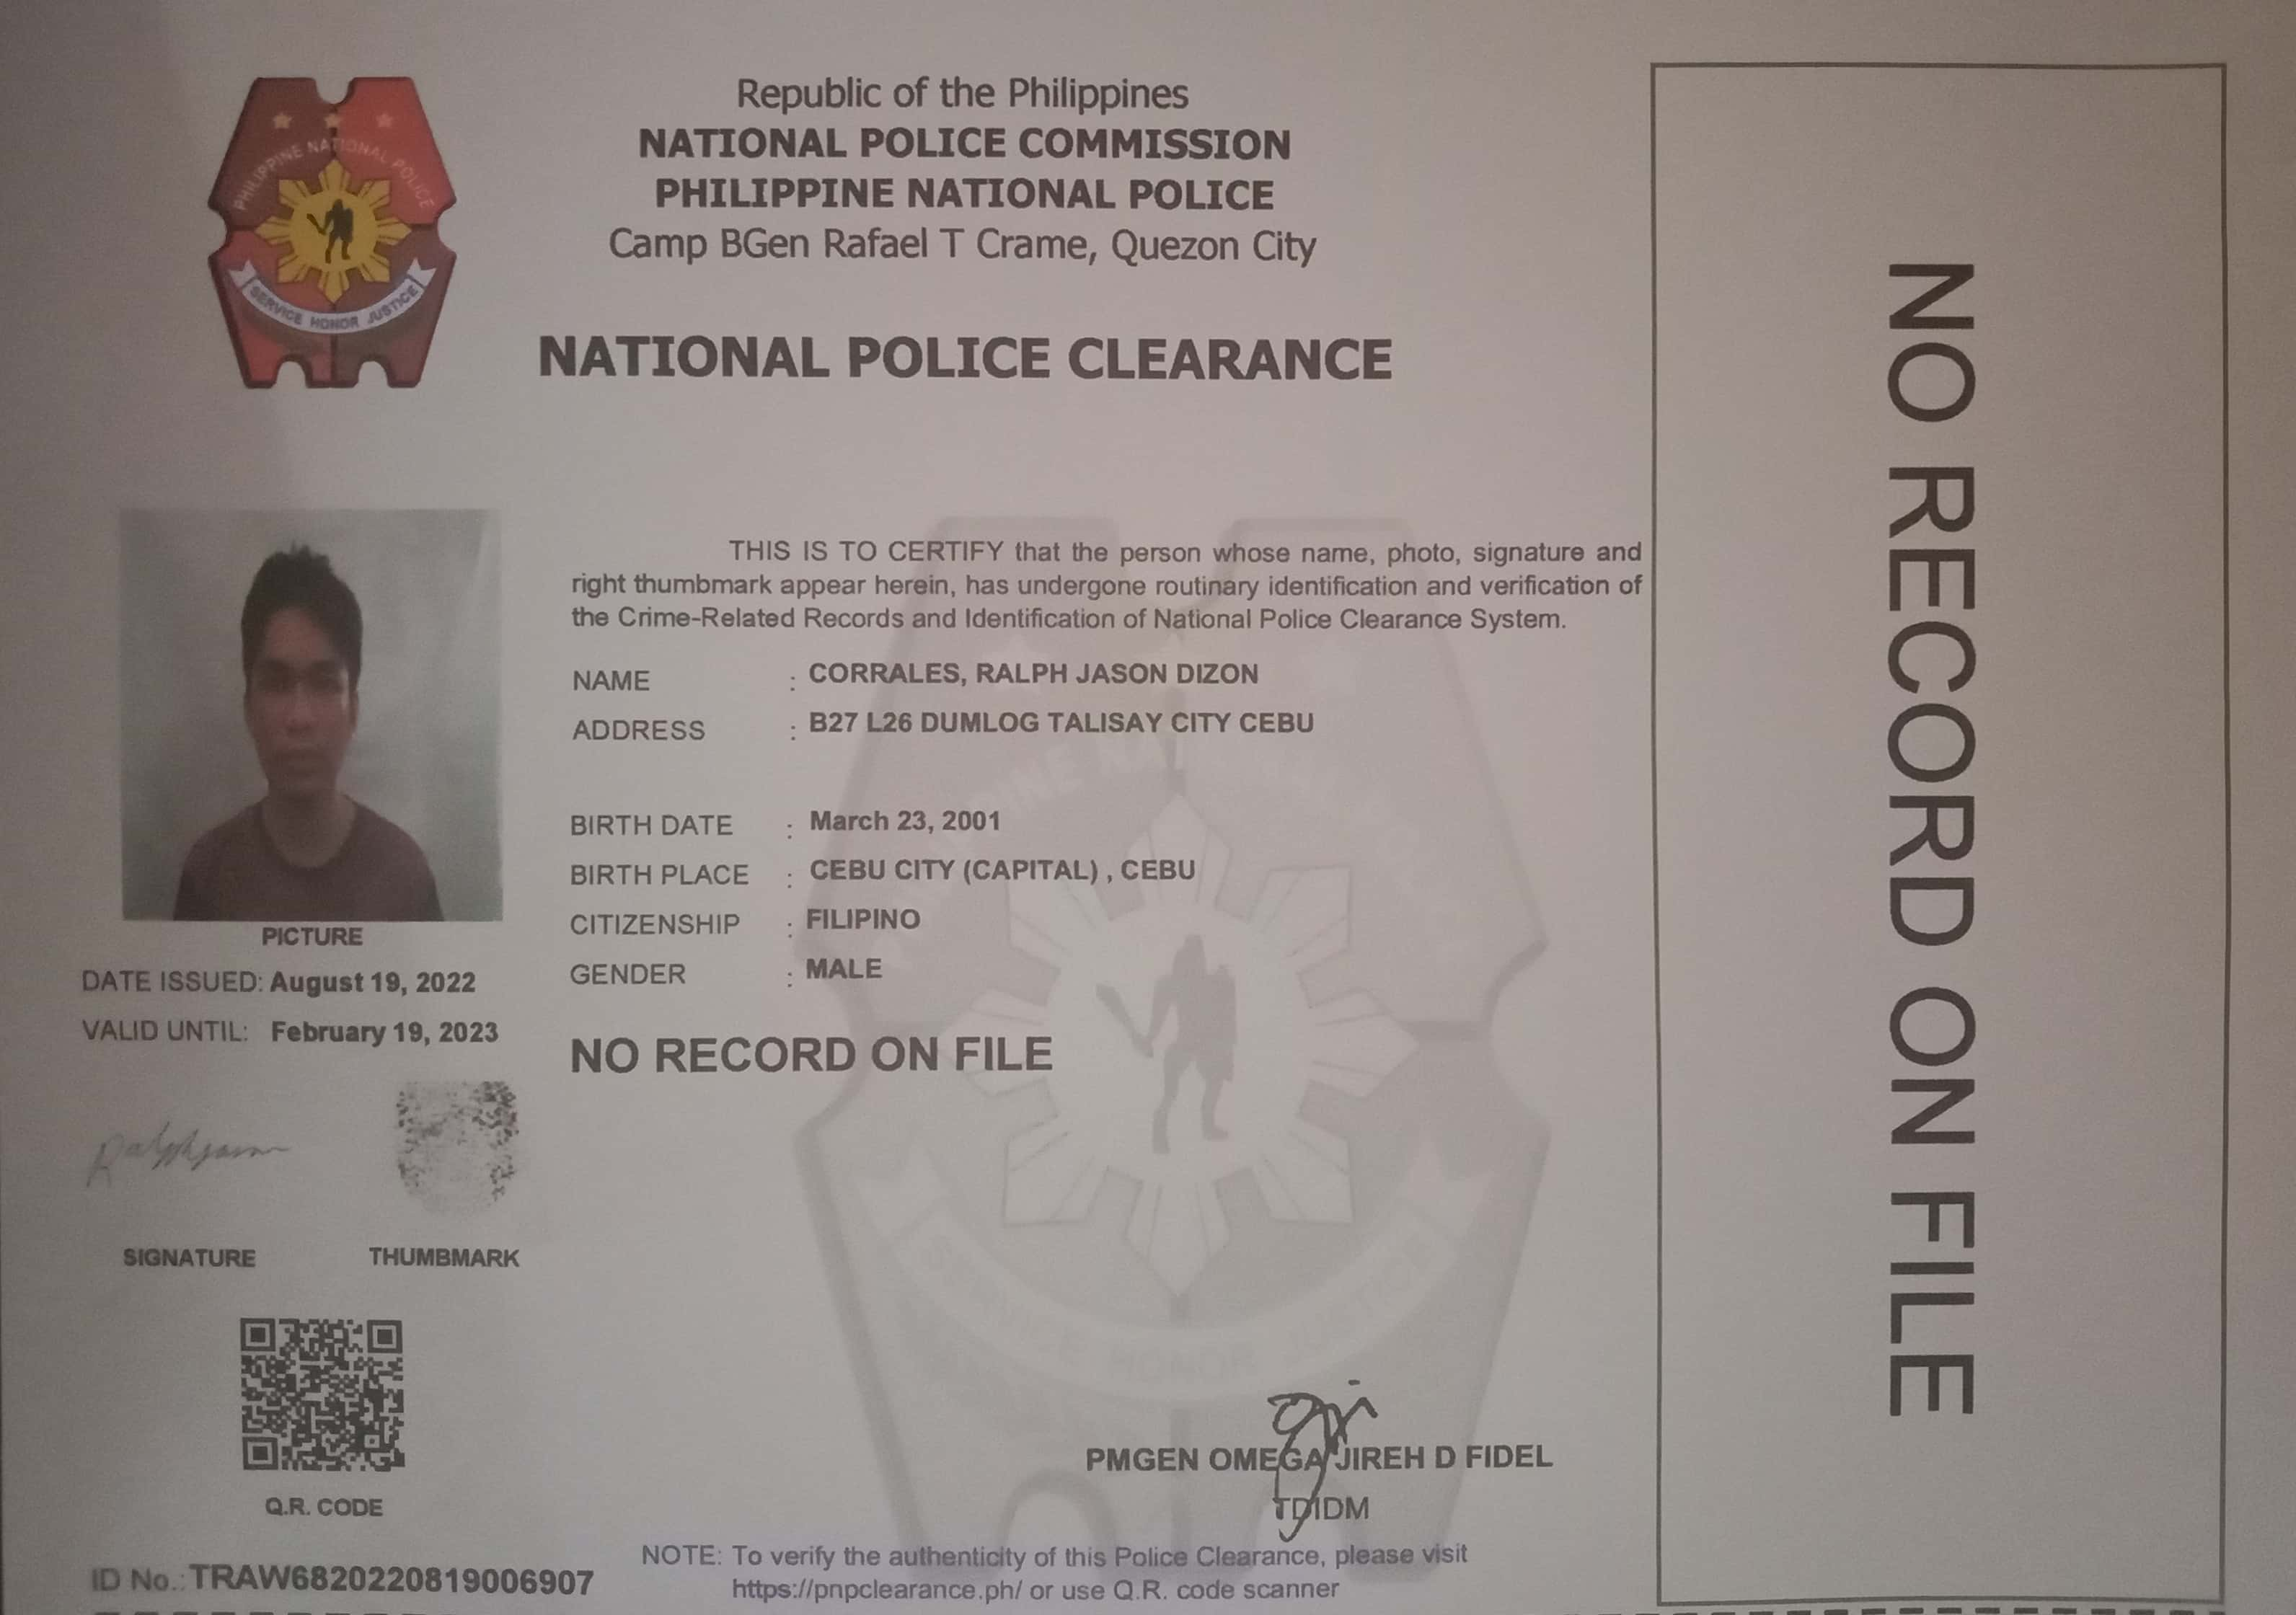 PHILIPPINE NATIONAL POLICE
SERVICE HONOR JUSTICE
Republic of the Philippines
NATIONAL POLICE COMMISSION
PHILIPPINE NATIONAL POLICE
Camp BGen Rafael T Crame, Quezon City
NATIONAL POLICE CLEARANCE
THIS IS TO CERTIFY that the person whose name, photo, signature and
right thumbmark appear herein, has undergone routinary identification and verification of
the Crime-Related Records and Identification of National Police Clearance System.
NAME : CORRALES, RALPH JASON DIZON
ADDRESS : B27 L26 DUMLOG TALISAY CITY CEBU
BIRTH DATE : March 23, 2001
BIRTH PLACE : CEBU CITY (CAPITAL) , CEBU
CITIZENSHIP : FILIPINO
GENDER : MALE
NO RECORD ON FILE
PICTURE
DATE ISSUED: August 19, 2022
VALID UNTIL: February 19, 2023
SIGNATURE THUMBMARK
Q.R. CODE
ID No.: TRAW6820220819006907
PMGEN OMEGA JIREH D FIDEL
TDIDM
NOTE: To verify the authenticity of this Police Clearance, please visit
https://pnpclearance.ph/ or use Q.R. code scanner
NO RECORD ON FILE